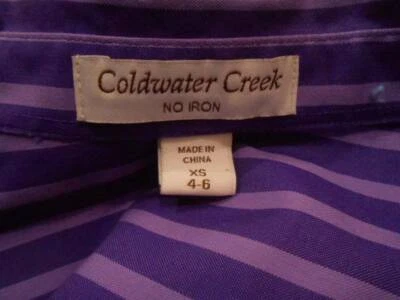 Coldwater Creek
NO IRON
MADE IN
CHINA
XS
4-6